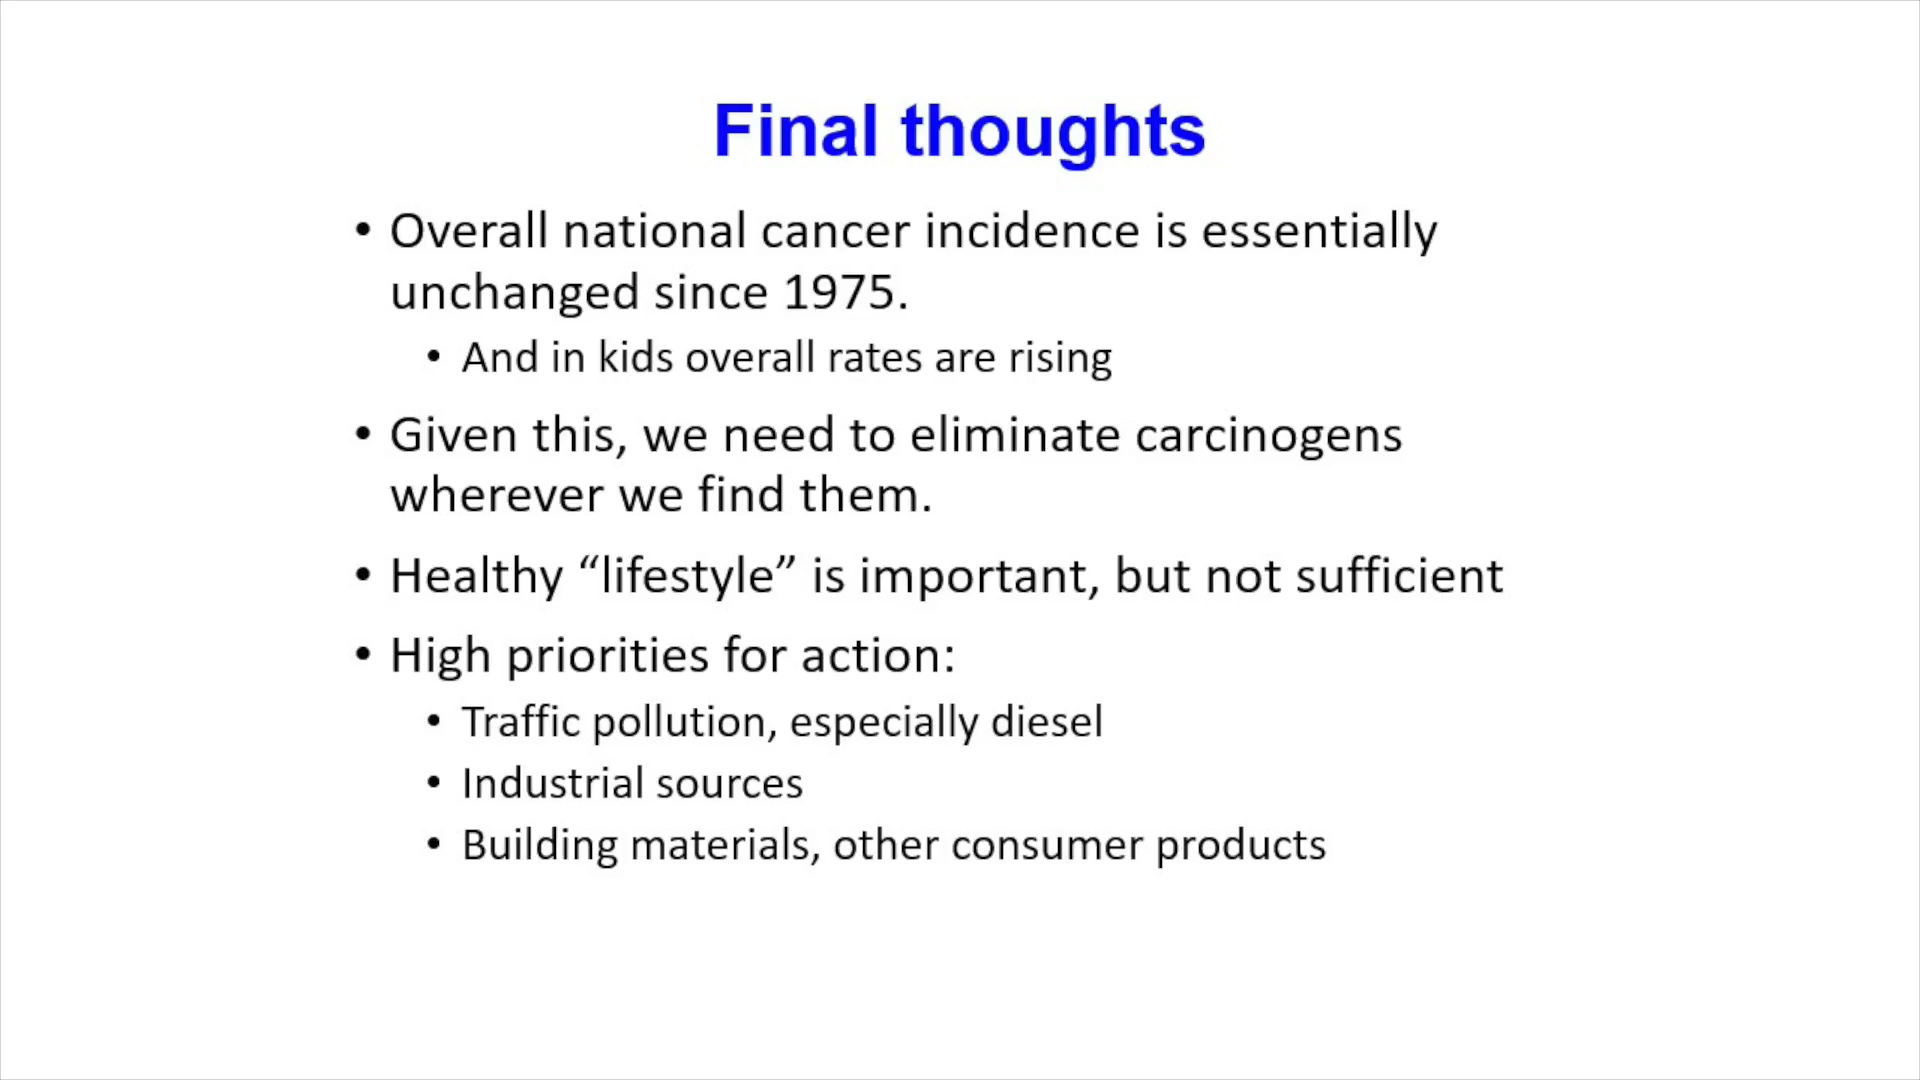 Final thoughts
• Overall national cancer incidence is essentially
unchanged since 1975.
• And in kids overall rates are rising
• Given this, we need to eliminate carcinogens
wherever we find them.
• Healthy “lifestyle” is important, but not sufficient
• High priorities for action:
• Traffic pollution, especially diesel
• Industrial sources
• Building materials, other consumer products